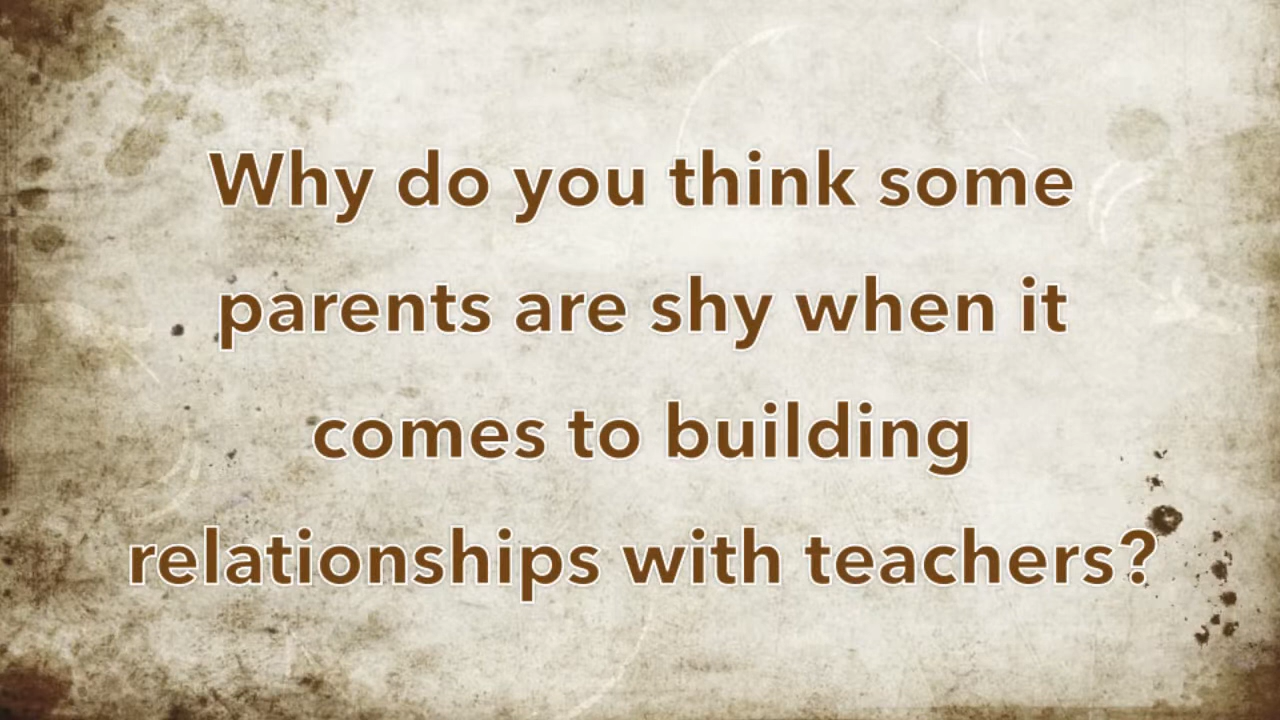 Why do you think some
parents are shy when it
comes to building
relationships with teachers?